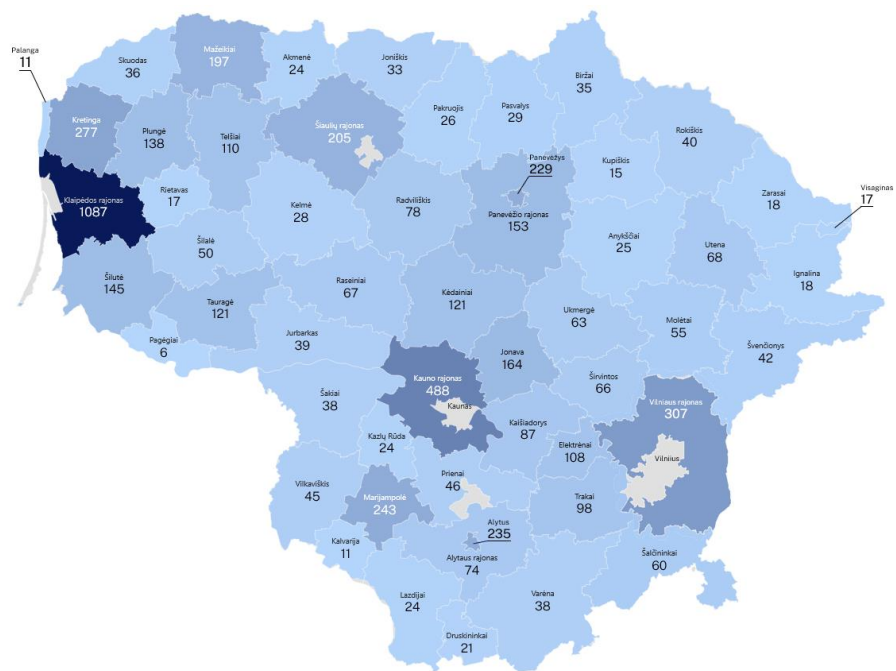 Palanga
11
Skuodas
36
Mažeikiai
197
Akmenė
24
Joniškis
33
Biržai
35
Pakruojis
26
Pasvalys
29
Kretinga
277
Plungė
138
Telšiai
110
Šiaulių rajonas
205
Rokiškis
40
Kupiškis
15
Panevėžys
229
Panevėžio rajonas
153
Visaginas
17
Zarasai
18
Klaipėdos rajonas
1087
Rietavas
17
Kelmė
28
Radviliškis
78
Anykščiai
25
Utena
68
Ignalina
18
Šilalė
50
Šilutė
145
Tauragė
121
Raseiniai
67
Kėdainiai
121
Ukmergė
63
Molėtai
55
Švenčionys
42
Pagėgiai
6
Jurbarkas
39
Jonava
164
Širvintos
66
Šakiai
38
Kauno rajonas
488
Kaunas
Vilniaus rajonas
307
Kaišiadorys
87
Kazlų Rūda
24
Elektrėnai
108
Vilniius
Vilkaviškis
45
Prienai
46
Marijampolė
243
Trakai
98
Alytus
235
Kalvarija
11
Alytaus rajonas
74
Šalčininkai
60
Lazdijai
24
Varėna
38
Druskininkai
21